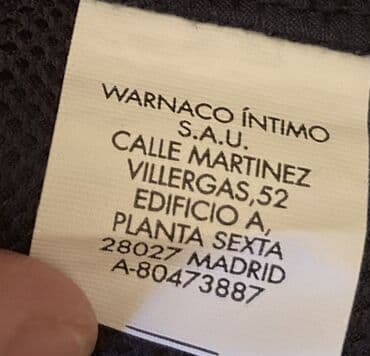 WARNACO ÍNTIMO
S.A.U.
CALLE MARTINEZ
VILLERGAS,52
EDIFICIO A,
PLANTA SEXTA
28027 MADRID
A-80473887